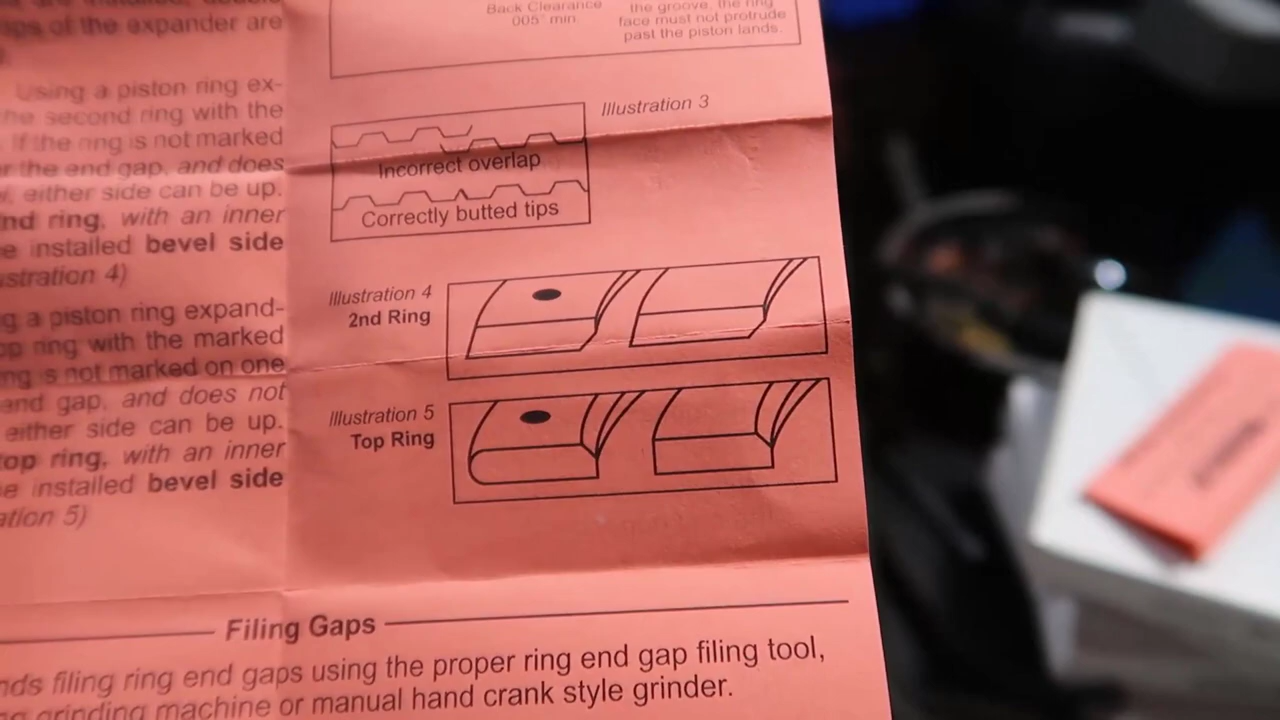 ips of the expander are
Using a piston ring ex-
he second ring with the
If the ring is not marked
r the end gap, and does
either side can be up.
nd ring, with an inner
e installed bevel side
ustration 4)
g a piston ring expand-
op ring with the marked
ng is not marked on one
and gap, and does not
either side can be up.
top ring, with an inner
e installed bevel side
ation 5)
Back Clearance
005" min
the groove, the ring
face must not protrude
past the piston lands.
Illustration 3
Incorrect overlap
Correctly butted tips
Illustration 4
2nd Ring
Illustration 5
Top Ring
Filing Gaps
nds filing ring end gaps using the proper ring end gap filing tool,
grinding machine or manual hand crank style grinder.